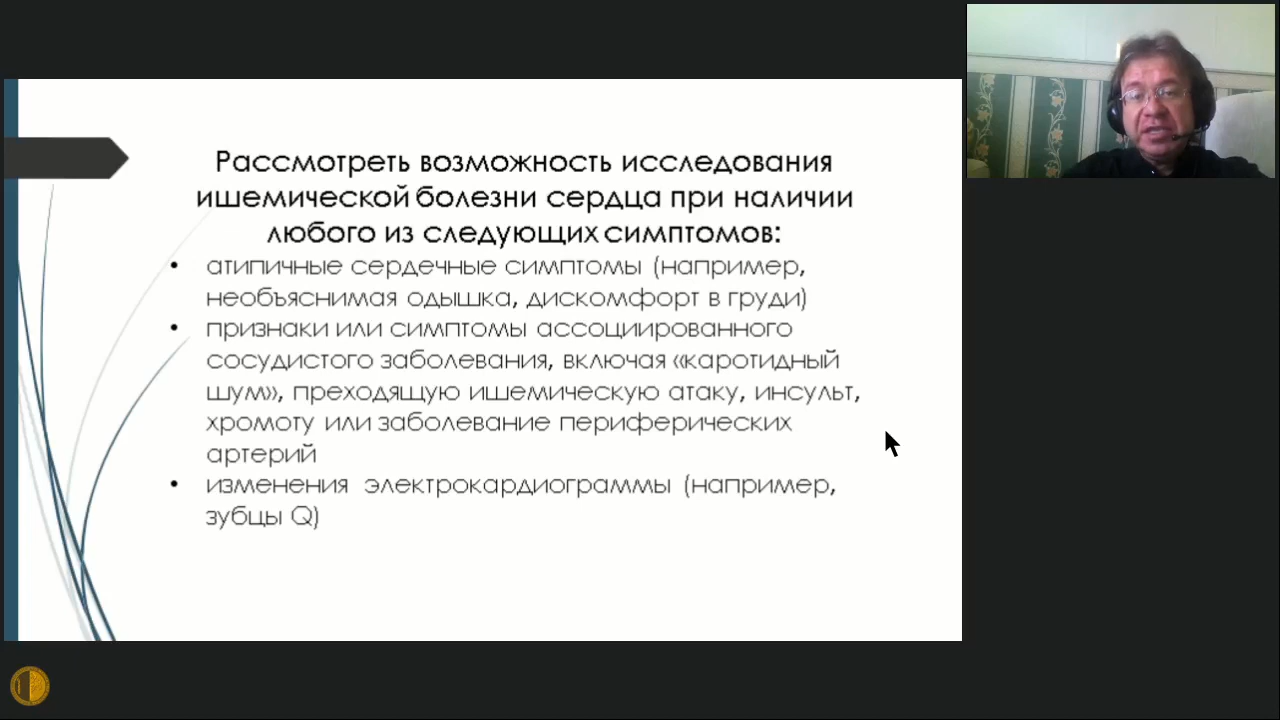 Рассмотреть возможность исследования
ишемической болезни сердца при наличии
любого из следующих симптомов:
• атипичные сердечные симптомы (например,
необъяснимая одышка, дискомфорт в груди)
• признаки или симптомы ассоциированного
сосудистого заболевания, включая «каротидный
шум», преходящую ишемическую атаку, инсульт,
хромоту или заболевание периферических
артерий
• изменения электрокардиограммы (например,
зубцы Q)